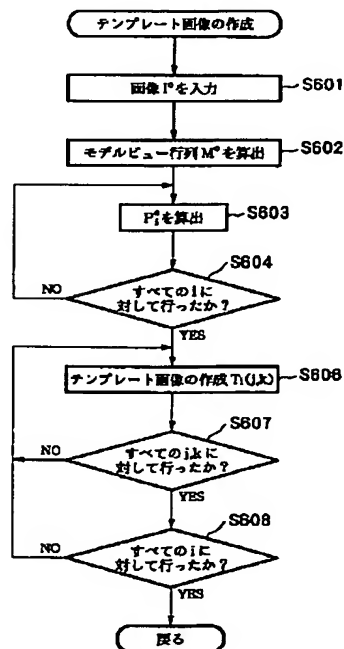 テンプレート画像の作成
画像 I⁰を入力
S601
モデルビュー行列 M⁰を算出
S602
Pᵢ⁰を算出
S603
S604
すべてのiに
対して行ったか？
NO
YES
テンプレート画像の作成 Tᵢ(j,k)
S606
S607
すべてのj,kに
対して行ったか？
NO
YES
S608
すべてのiに
対して行ったか？
NO
YES
戻る